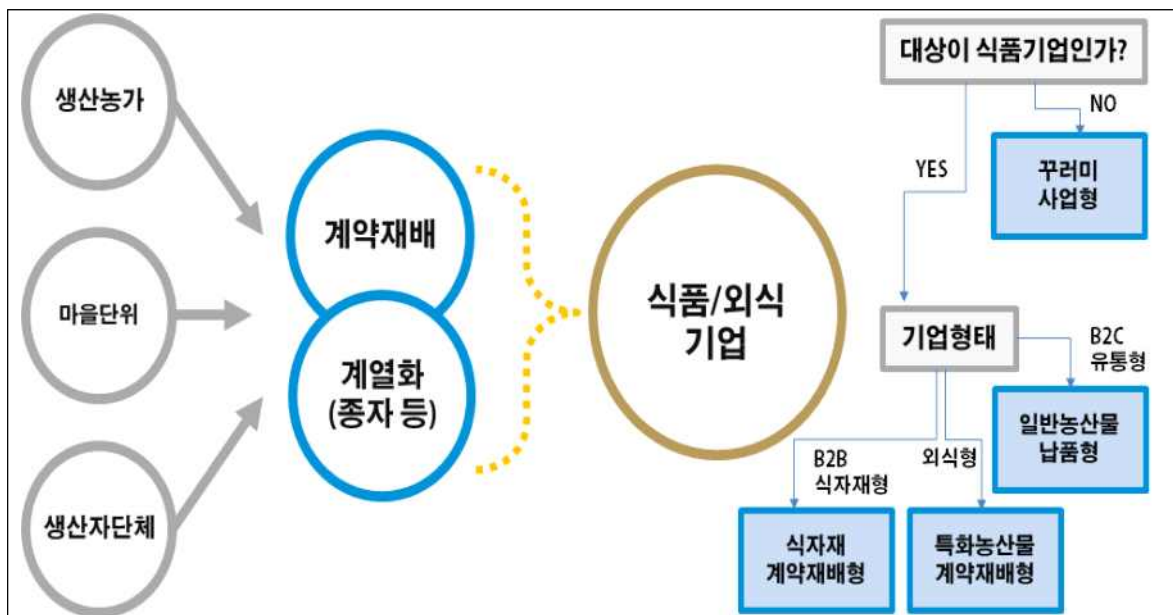 생산농가
마을단위
생산자단체
계약재배
계열화
(종자 등)
식품/외식
기업
대상이 식품기업인가?
NO
YES
꾸러미
사업형
기업형태
B2C
유통형
일반농산물
납품형
B2B
식자재형
외식형
식자재
계약재배형
특화농산물
계약재배형